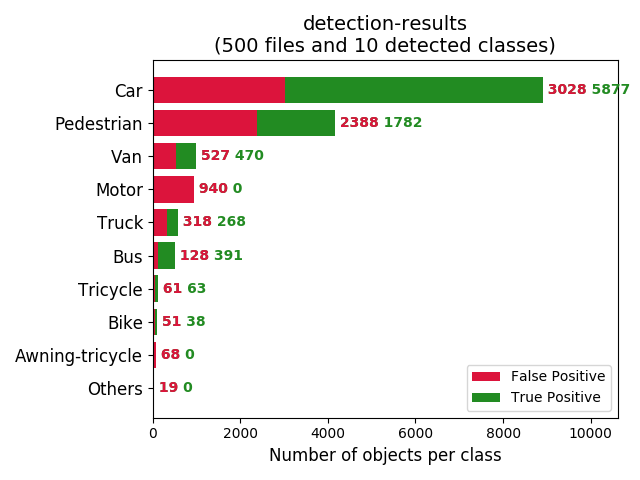 detection-results
(500 files and 10 detected classes)
Car 3028 5877
Pedestrian 2388 1782
Van 527 470
Motor 940 0
Truck 318 268
Bus 128 391
Tricycle 61 63
Bike 51 38
Awning-tricycle 68 0
Others 19 0
False Positive
True Positive
0 2000 4000 6000 8000 10000
Number of objects per class